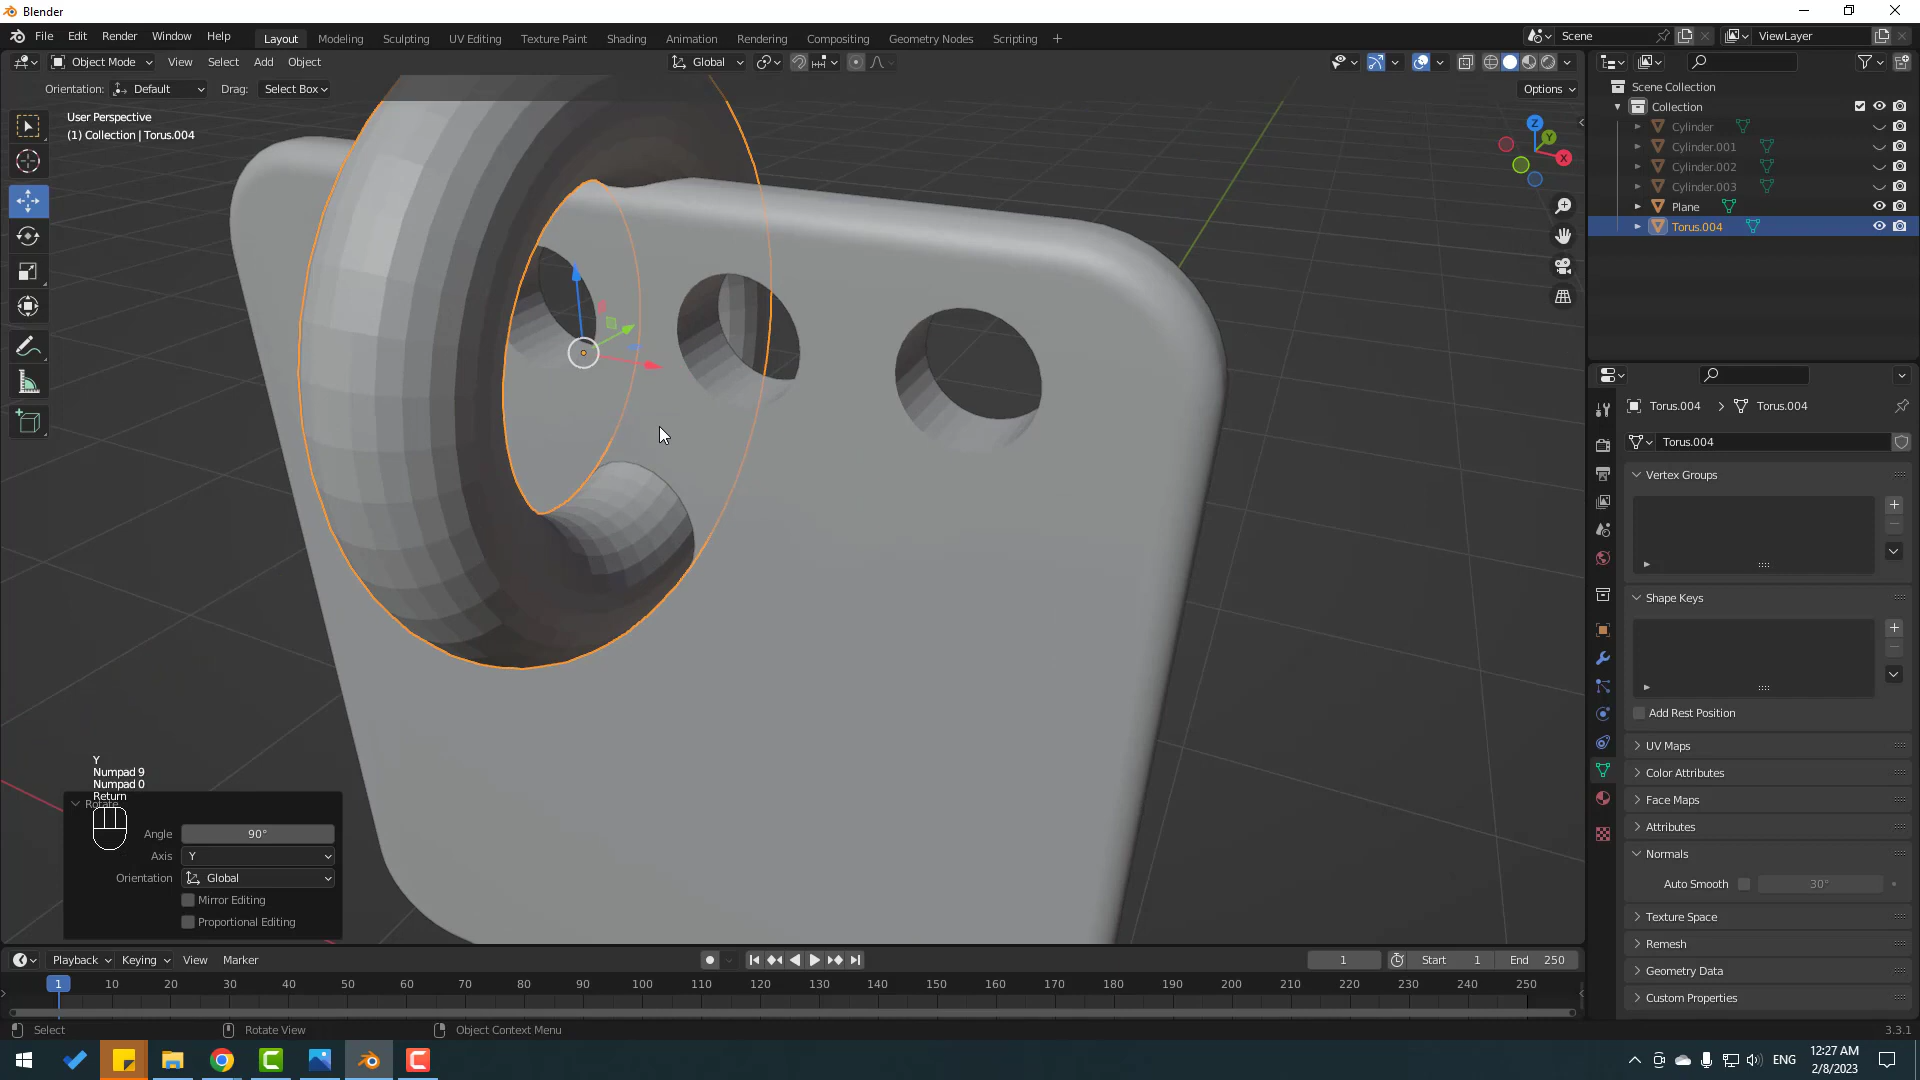 Blender
File Edit Render Window Help Layout Modeling Sculpting UV Editing Texture Paint Shading Animation Rendering Compositing Geometry Nodes Scripting + Scene ViewLayer
Object Mode View Select Add Object Global
Orientation: Default Drag: Select Box Options
User Perspective
(1) Collection | Torus.004
Z
Y
X
Scene Collection
Collection
Cylinder
Cylinder.001
Cylinder.002
Cylinder.003
Plane
Torus.004
Torus.004 > Torus.004
Torus.004
Vertex Groups
Shape Keys
Add Rest Position
UV Maps
Color Attributes
Face Maps
Attributes
Normals
Auto Smooth 30°
Texture Space
Remesh
Geometry Data
Custom Properties
Y
Numpad 9
Numpad 0
Return
Rotate
Angle 90°
Axis Y
Orientation Global
Mirror Editing
Proportional Editing
Playback Keying View Marker 1 Start 1 End 250
1 10 20 30 40 50 60 70 80 90 100 110 120 130 140 150 160 170 180 190 200 210 220 230 240 250
Select Rotate View Object Context Menu 3.3.1
ENG 12:27 AM
2/8/2023